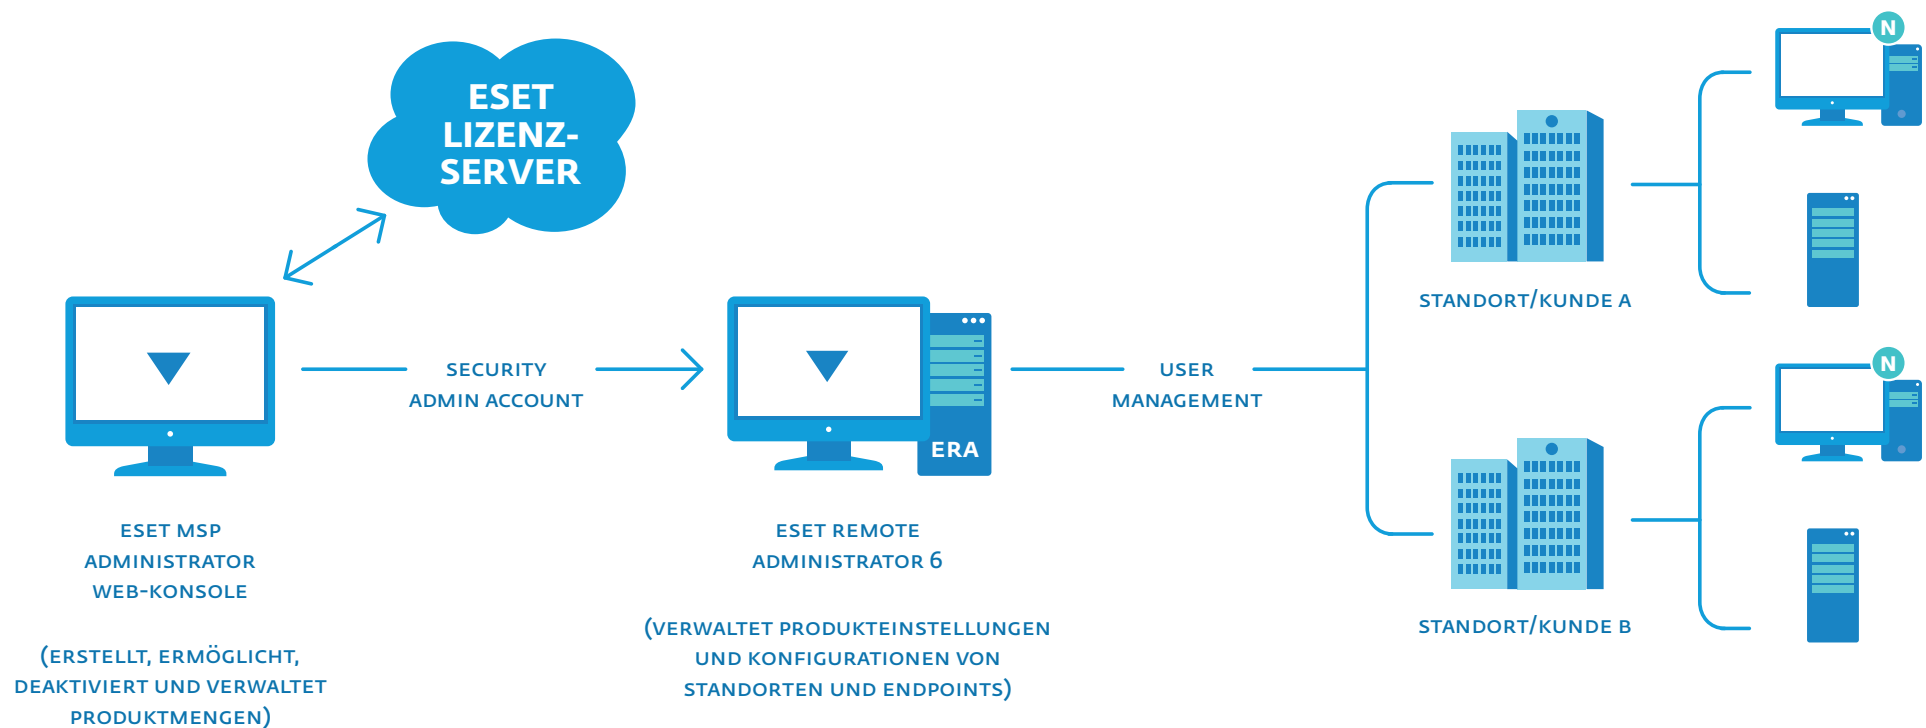 ESET
LIZENZ-
SERVER
SECURITY
ADMIN ACCOUNT
ERA
USER
MANAGEMENT
N
STANDORT/KUNDE A
N
STANDORT/KUNDE B
ESET MSP
ADMINISTRATOR
WEB-KONSOLE
(ERSTELLT, ERMÖGLICHT,
DEAKTIVIERT UND VERWALTET
PRODUKTMENGEN)
ESET REMOTE
ADMINISTRATOR 6
(VERWALTET PRODUKTEINSTELLUNGEN
UND KONFIGURATIONEN VON
STANDORTEN UND ENDPOINTS)